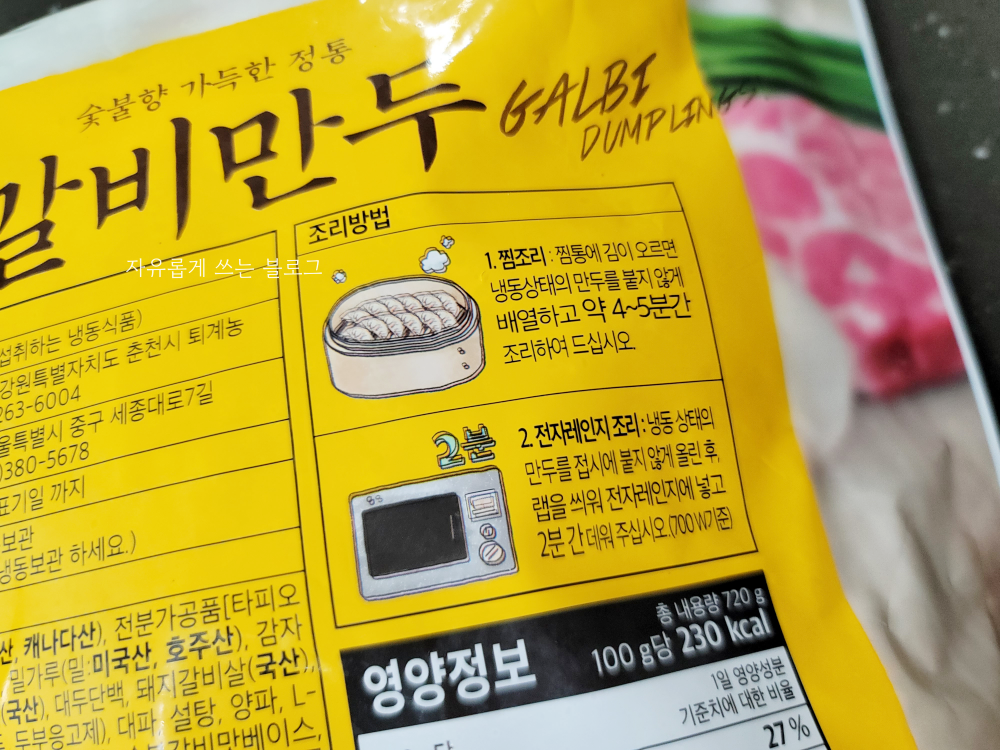 숯불향 가득한 정통
갈비만두
GALBI
DUMPLINGS
자유롭게 쓰는 블로그
조리방법
1. 찜조리 : 찜통에 김이 오르면
냉동상태의 만두를 붙지 않게
배열하고 약 4~5분간
조리하여 드십시오.
2분
2. 전자레인지 조리 : 냉동 상태의
만두를 접시에 붙지 않게 올린 후,
랩을 씌워 전자레인지에 넣고
2분 간 데워 주십시오.(700W기준)
섭취하는 냉동식품)
강원특별자치도 춘천시 퇴계농
263-6004
울특별시 중구 세종대로7길
)380-5678
표기일 까지
보관
냉동보관 하세요.)
산, 캐나다산), 전분가공품[타피오
밀가루(밀:미국산, 호주산), 감자
(국산), 대두단백, 돼지갈비살(국산),
두부응고제), 대파, 설탕, 양파, L-
갈비맛베이스,
영양정보
총 내용량 720 g
100 g당 230 kcal
1일 영양성분
기준치에 대한 비율
27 %